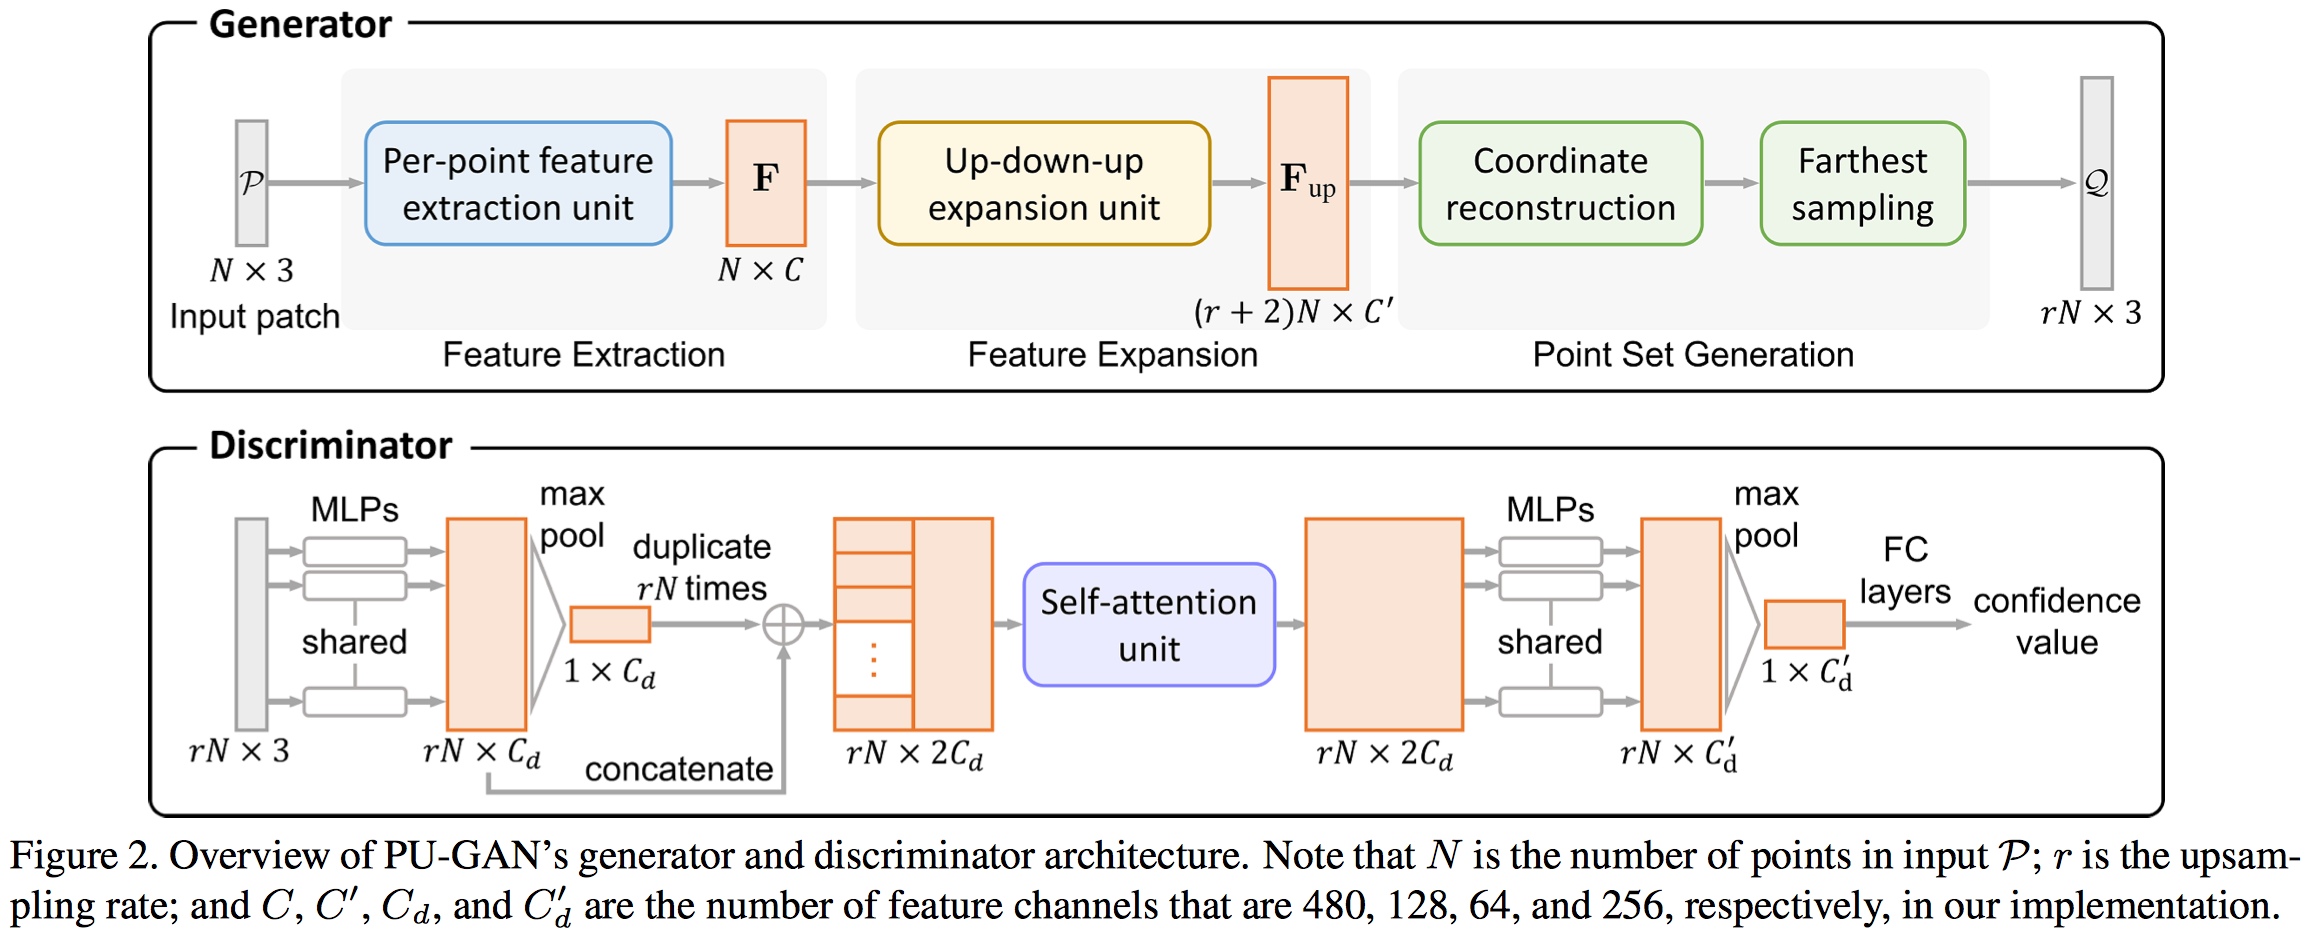 Generator
𝒫
N × 3
Input patch
Per-point feature
extraction unit
F
N × C
Feature Extraction
Up-down-up
expansion unit
F_up
(r + 2)N × C′
Feature Expansion
Coordinate
reconstruction
Farthest
sampling
Point Set Generation
𝒬
rN × 3
Discriminator
rN × 3
MLPs
shared
rN × C_d
max
pool
1 × C_d
duplicate
rN times
concatenate
⋮
rN × 2C_d
Self-attention
unit
rN × 2C_d
MLPs
shared
rN × C′_d
max
pool
1 × C′_d
FC
layers
confidence
value
Figure 2. Overview of PU-GAN’s generator and discriminator architecture. Note that N is the number of points in input 𝒫; r is the upsam-
pling rate; and C, C′, C_d, and C′_d are the number of feature channels that are 480, 128, 64, and 256, respectively, in our implementation.